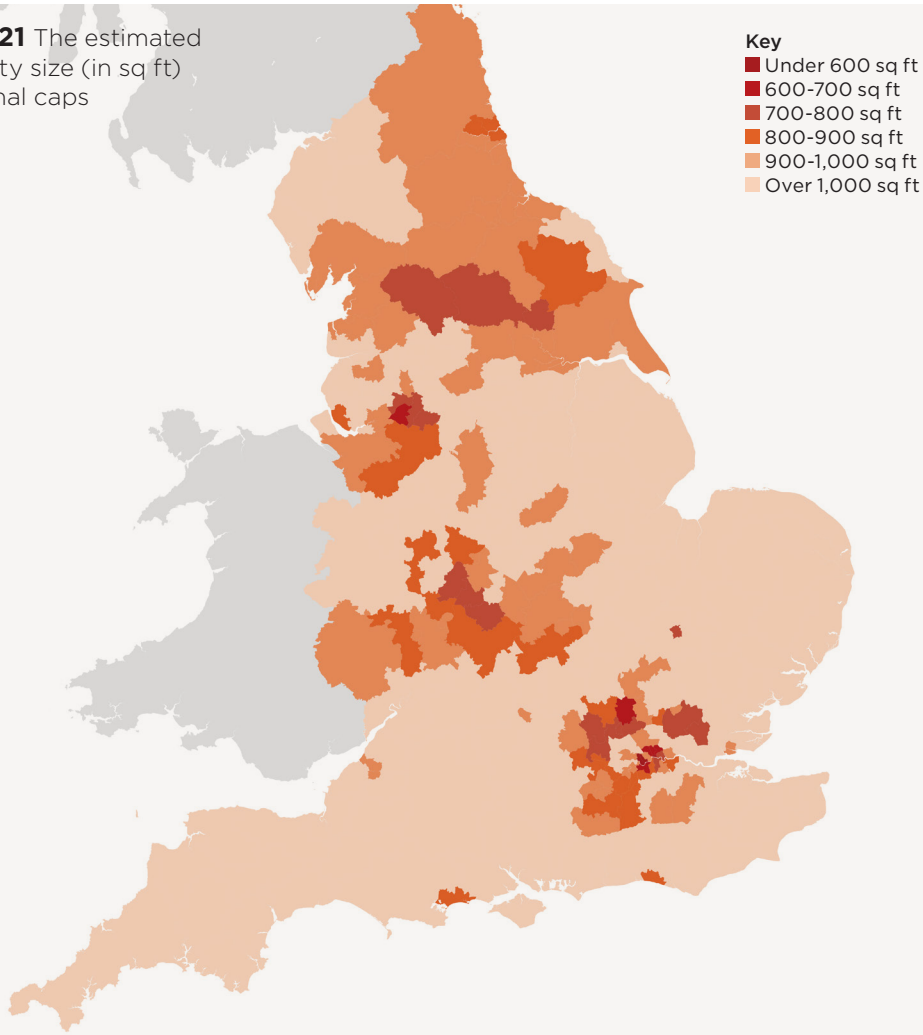 21 The estimated
ty size (in sq ft)
nal caps
Key
Under 600 sq ft
600-700 sq ft
700-800 sq ft
800-900 sq ft
900-1,000 sq ft
Over 1,000 sq ft